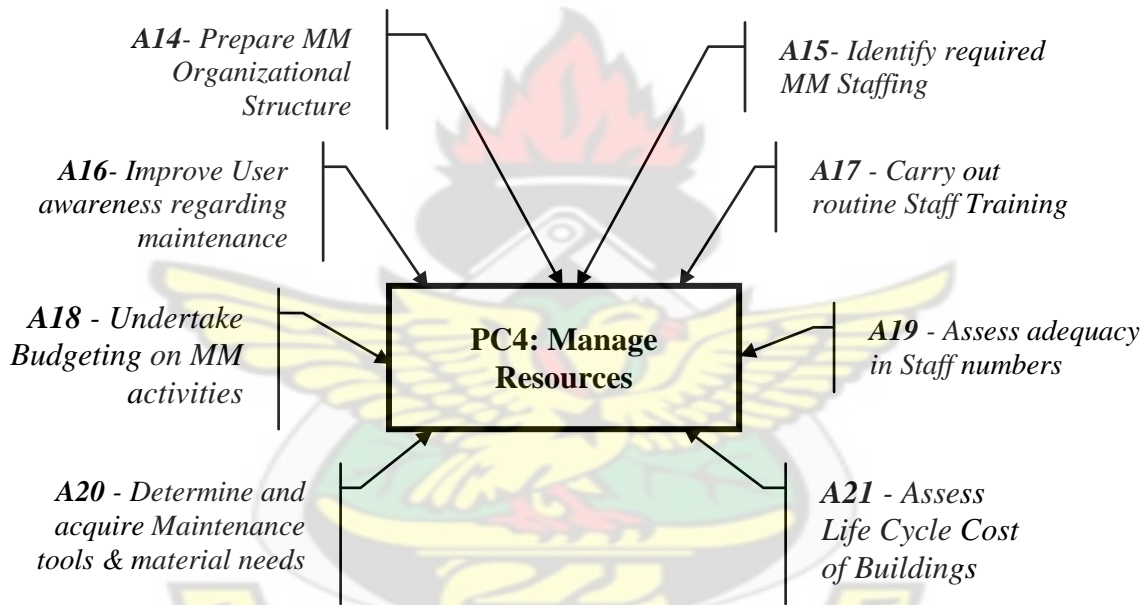 A14- Prepare MM
Organizational
Structure
A15- Identify required
MM Staffing
A16- Improve User
awareness regarding
maintenance
A17 - Carry out
routine Staff Training
A18 - Undertake
Budgeting on MM
activities
PC4: Manage
Resources
A19 - Assess adequacy
in Staff numbers
A20 - Determine and
acquire Maintenance
tools & material needs
A21 - Assess
Life Cycle Cost
of Buildings